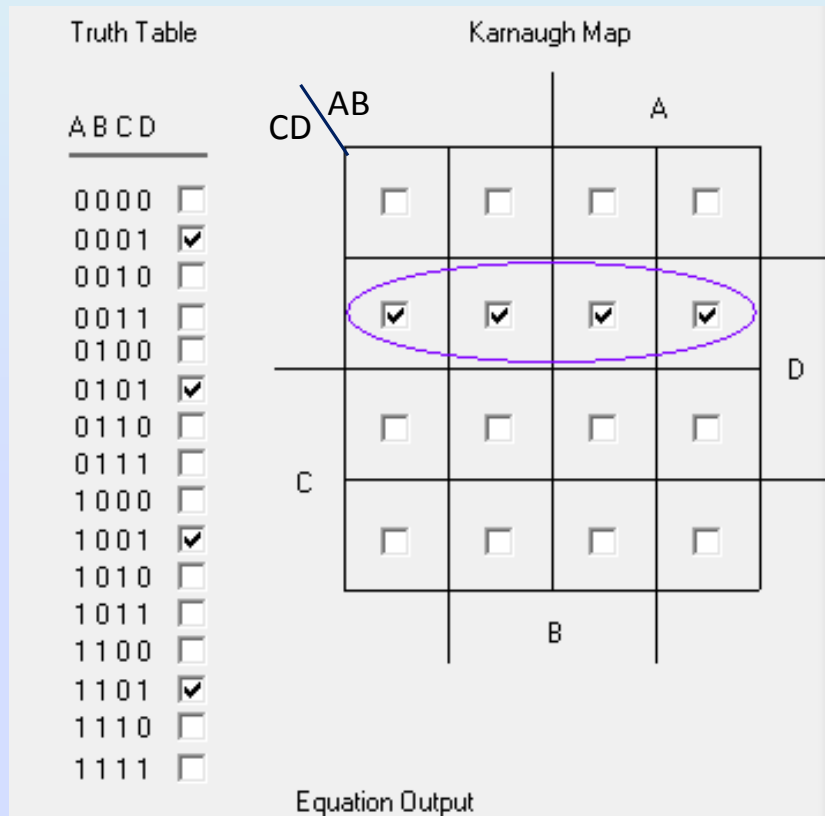 Truth Table
Karnaugh Map
AB
CD
A
A B C D
0 0 0 0
0 0 0 1
0 0 1 0
0 0 1 1
0 1 0 0
0 1 0 1
0 1 1 0
0 1 1 1
1 0 0 0
1 0 0 1
1 0 1 0
1 0 1 1
1 1 0 0
1 1 0 1
1 1 1 0
1 1 1 1
D
C
B
Equation Output